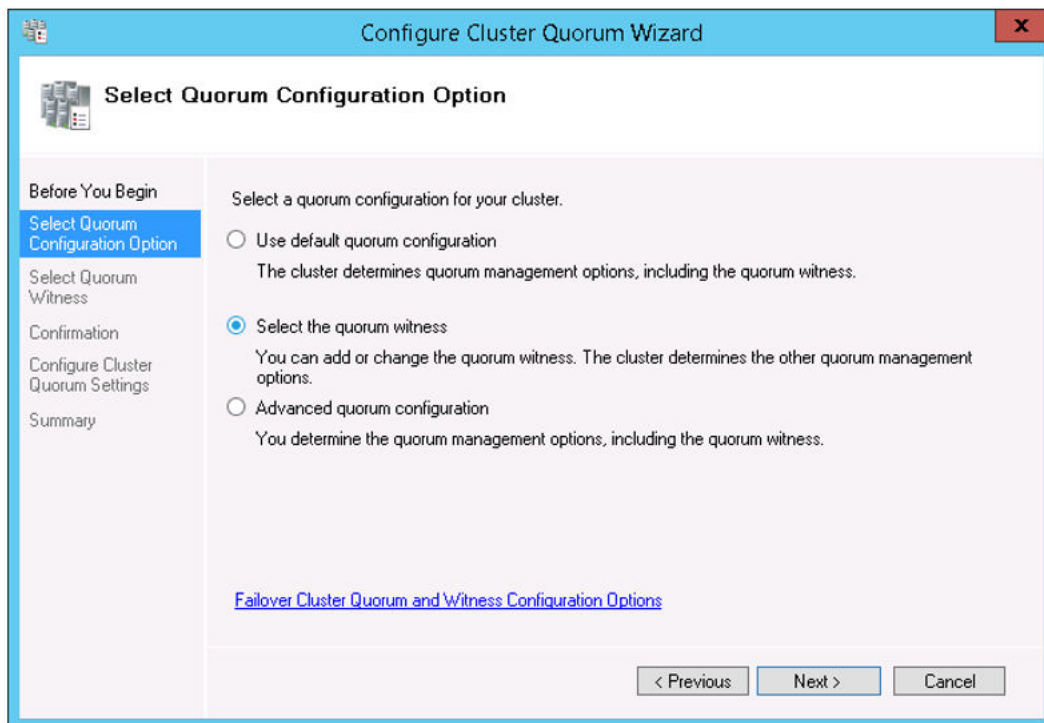 Configure Cluster Quorum Wizard
x
Select Quorum Configuration Option
Before You Begin
Select Quorum
Configuration Option
Select Quorum
Witness
Confirmation
Configure Cluster
Quorum Settings
Summary
Select a quorum configuration for your cluster.
Use default quorum configuration
The cluster determines quorum management options, including the quorum witness.
Select the quorum witness
You can add or change the quorum witness. The cluster determines the other quorum management
options.
Advanced quorum configuration
You determine the quorum management options, including the quorum witness.
Failover Cluster Quorum and Witness Configuration Options
< Previous
Next >
Cancel